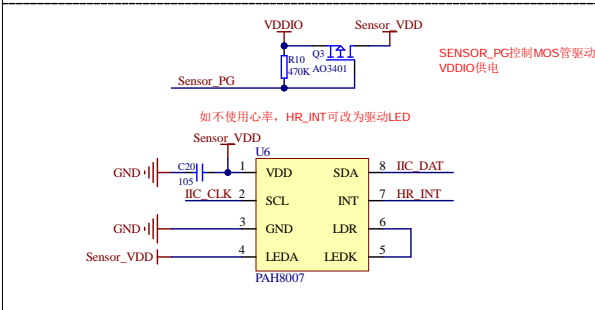 VDDIO
Sensor_VDD
Q3
R10
470K
AO3401
Sensor_PG
SENSOR_PG控制MOS管驱动
VDDIO供电
如不使用心率，HR_INT可改为驱动LED
Sensor_VDD
U6
C20
GND
105
1 VDD SDA 8 IIC_DAT
IIC_CLK 2 SCL INT 7 HR_INT
GND 3 GND LDR 6
Sensor_VDD 4 LEDA LEDK 5
PAH8007